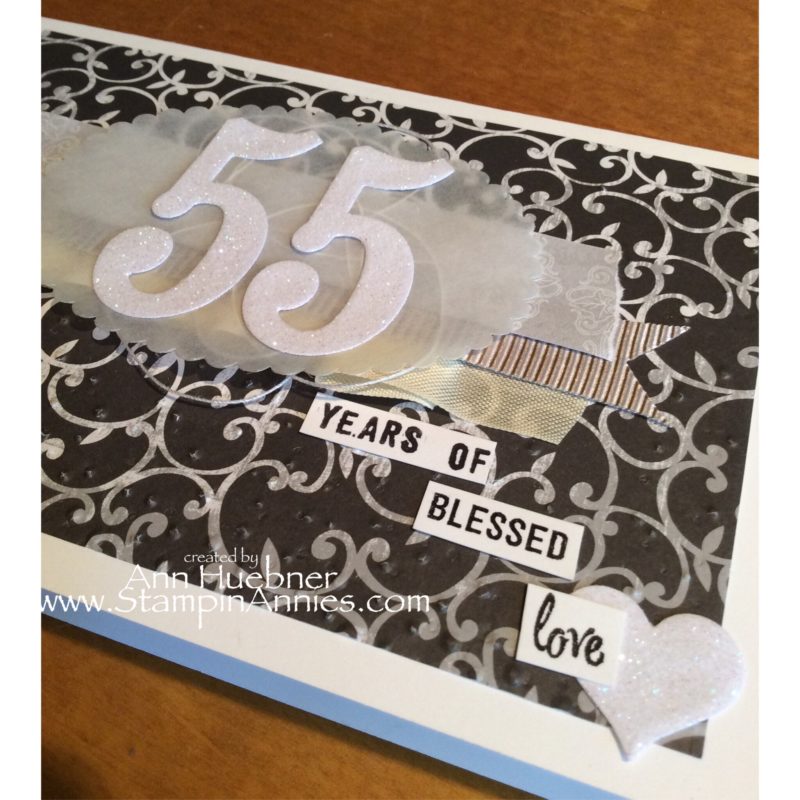 55
YEARS OF
BLESSED
love
created by
Ann Huebner
www.StampinAnnies.com